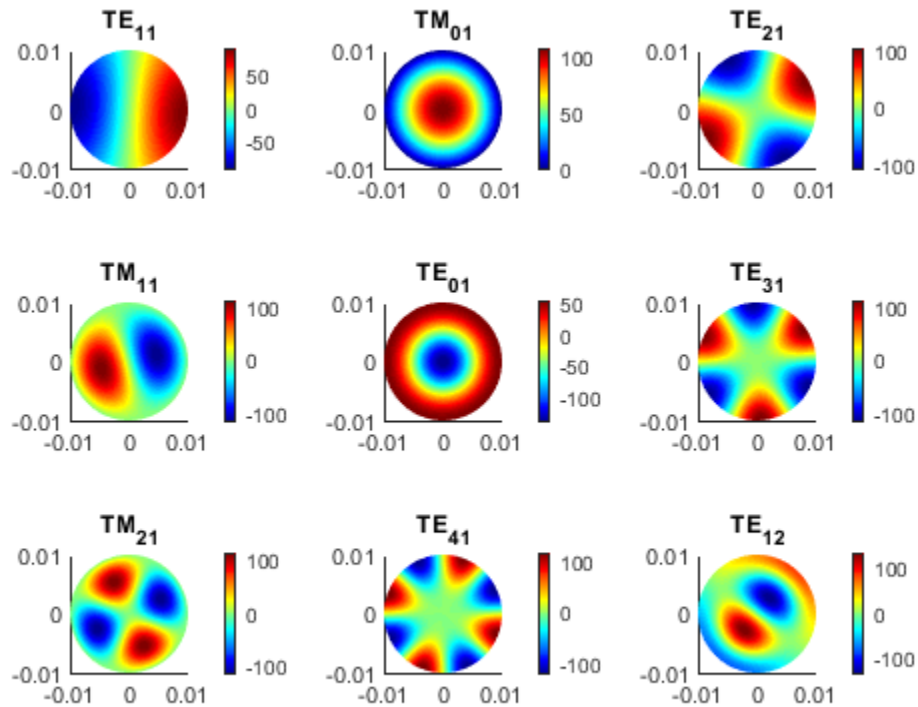 TE11 TM01 TE21
0.01 50 0.01 100 0.01 100
0 0 0 50 0 0
-0.01 -50 -0.01 0 -0.01 -100
-0.01 0 0.01 -0.01 0 0.01 -0.01 0 0.01
TM11 TE01 TE31
0.01 100 0.01 50 0.01 100
0 0 0 0 0 0
-50
-0.01 -100 -0.01 -100 -0.01 -100
-0.01 0 0.01 -0.01 0 0.01 -0.01 0 0.01
TM21 TE41 TE12
0.01 100 0.01 100 0.01 100
0 0 0 0 0 0
-0.01 -100 -0.01 -100 -0.01 -100
-0.01 0 0.01 -0.01 0 0.01 -0.01 0 0.01